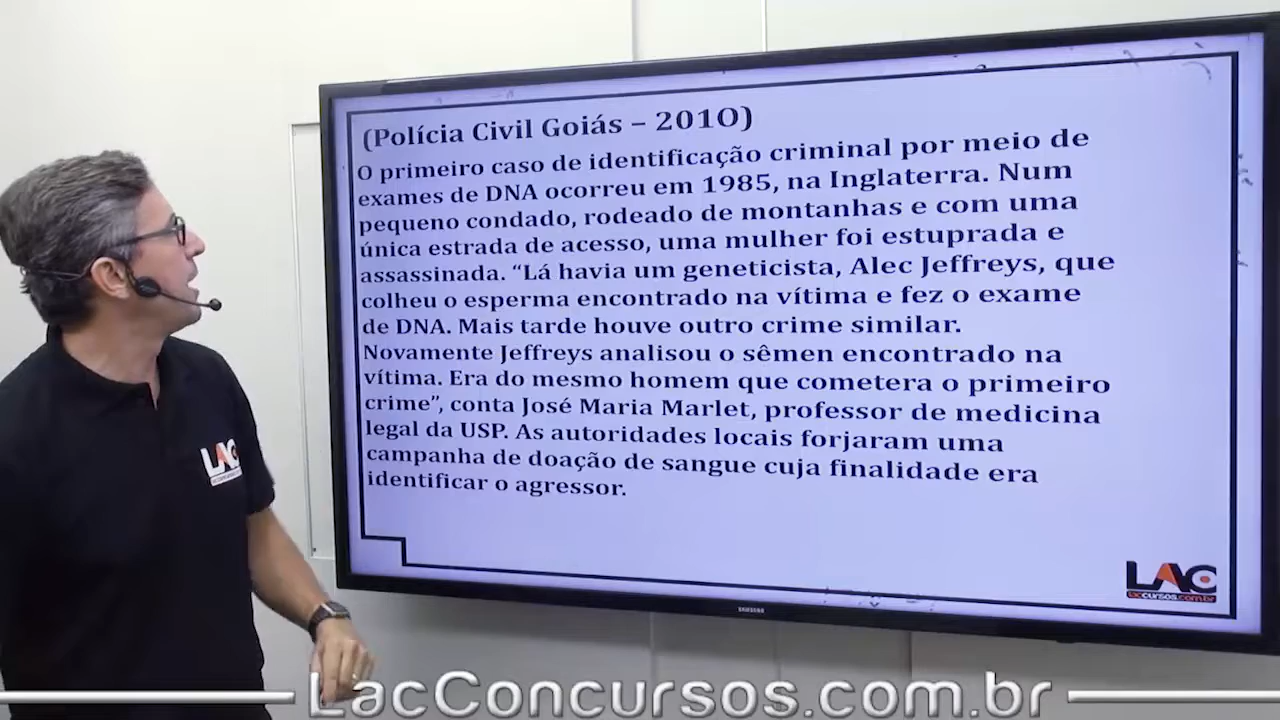 (Polícia Civil Goiás – 201O)
O primeiro caso de identificação criminal por meio de
exames de DNA ocorreu em 1985, na Inglaterra. Num
pequeno condado, rodeado de montanhas e com uma
única estrada de acesso, uma mulher foi estuprada e
assassinada. “Lá havia um geneticista, Alec Jeffreys, que
colheu o esperma encontrado na vítima e fez o exame
de DNA. Mais tarde houve outro crime similar.
Novamente Jeffreys analisou o sêmen encontrado na
vítima. Era do mesmo homem que cometera o primeiro
crime”, conta José Maria Marlet, professor de medicina
legal da USP. As autoridades locais forjaram uma
campanha de doação de sangue cuja finalidade era
identificar o agressor.
LAC
LAC
lacconcursos.com.br
SAMSUNG
LacConcursos.com.br